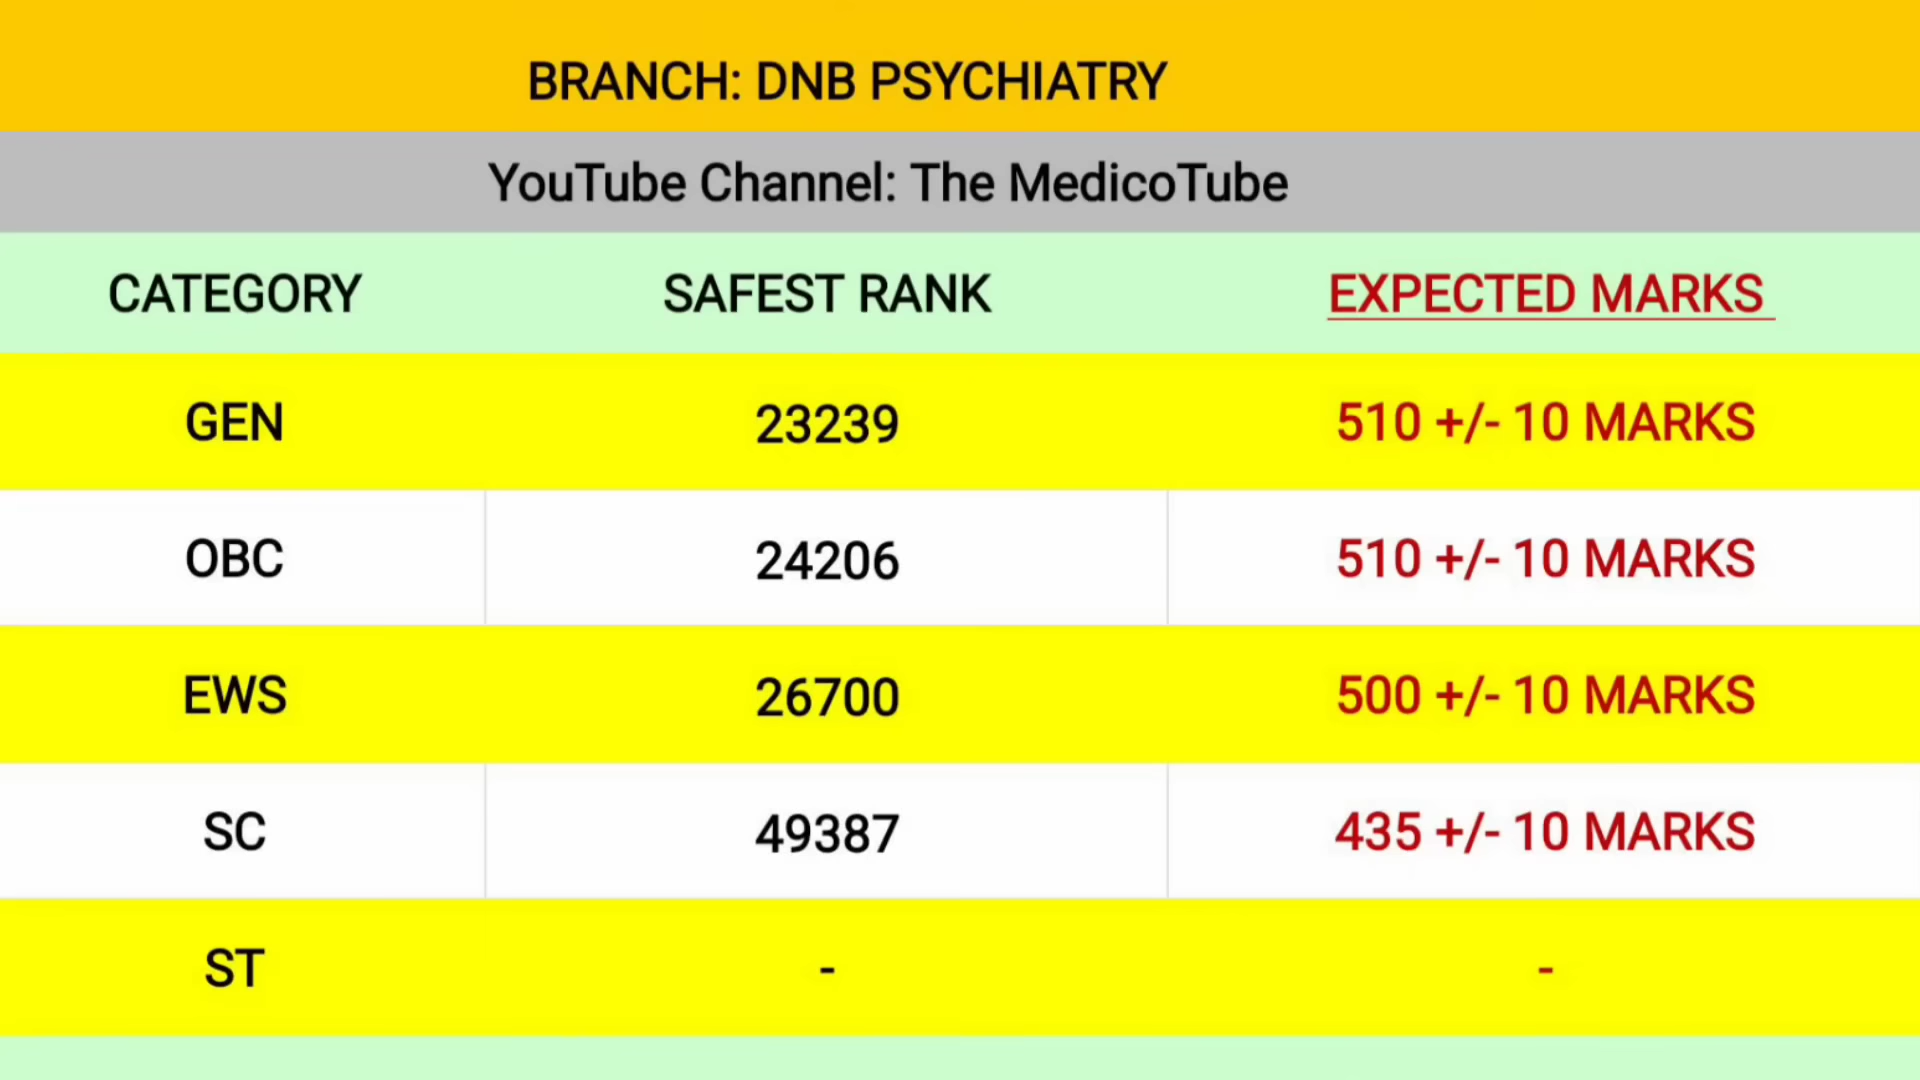 BRANCH: DNB PSYCHIATRY
YouTube Channel: The MedicoTube
CATEGORY SAFEST RANK EXPECTED MARKS
GEN 23239 510 +/- 10 MARKS
OBC 24206 510 +/- 10 MARKS
EWS 26700 500 +/- 10 MARKS
SC 49387 435 +/- 10 MARKS
ST - -